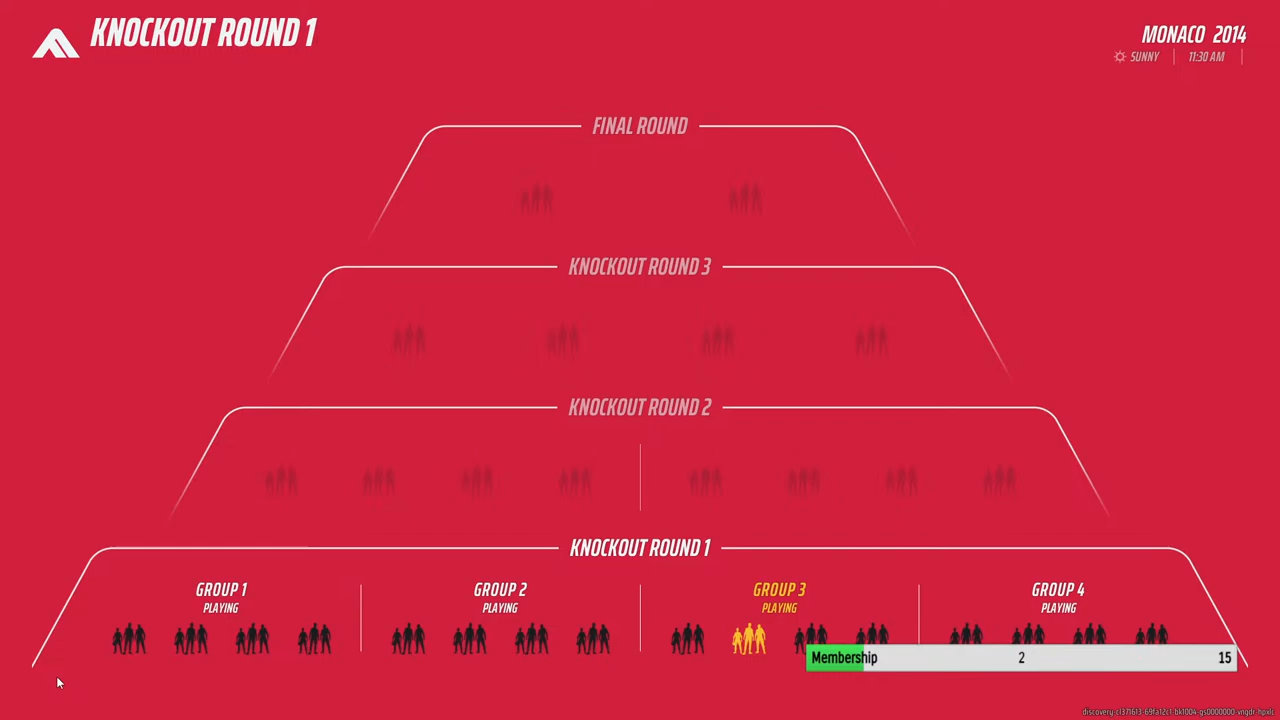 KNOCKOUT ROUND 1
MONACO 2014
SUNNY
11:30 AM
FINAL ROUND
KNOCKOUT ROUND 3
KNOCKOUT ROUND 2
KNOCKOUT ROUND 1
GROUP 1
PLAYING
GROUP 2
PLAYING
GROUP 3
PLAYING
GROUP 4
PLAYING
Membership 2 15